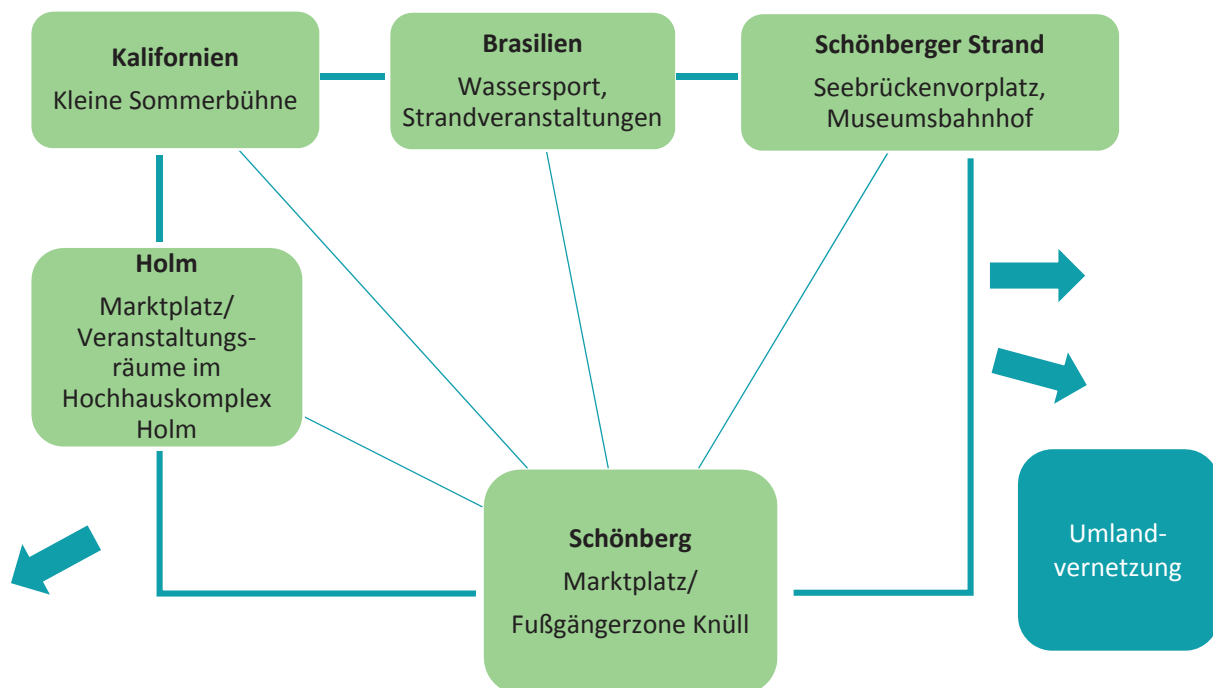 Kalifornien
Kleine Sommerbühne
Brasilien
Wassersport,
Strandveranstaltungen
Schönberger Strand
Seebrückenvorplatz,
Museumsbahnhof
Holm
Marktplatz/
Veranstaltungs-
räume im
Hochhauskomplex
Holm
Schönberg
Marktplatz/
Fußgängerzone Knüll
Umland-
vernetzung